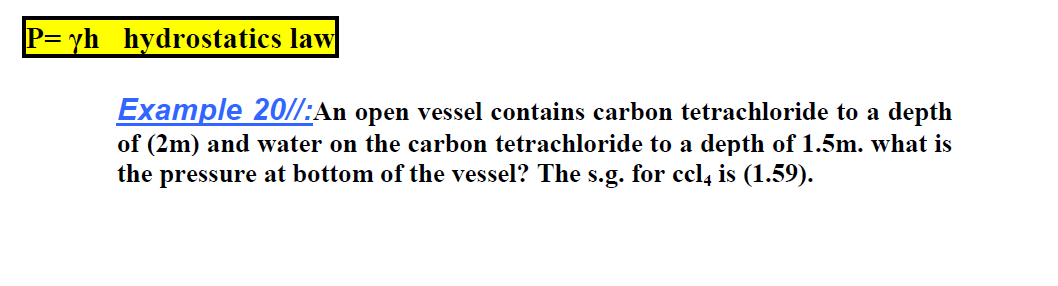 P= γh hydrostatics law
Example 20//:An open vessel contains carbon tetrachloride to a depth
of (2m) and water on the carbon tetrachloride to a depth of 1.5m. what is
the pressure at bottom of the vessel? The s.g. for ccl₄ is (1.59).